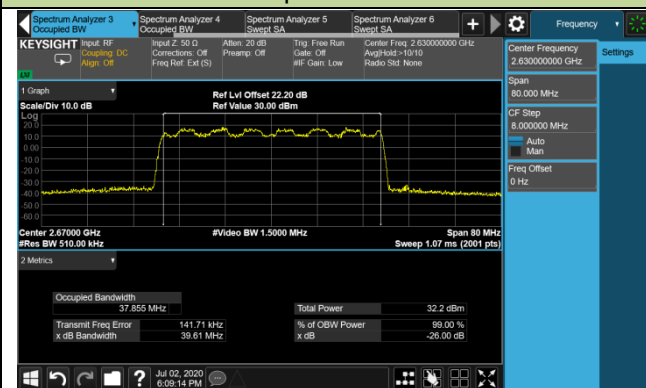 Spectrum Analyzer 3
Occupied BW
Spectrum Analyzer 4
Occupied BW
Spectrum Analyzer 5
Swept SA
Spectrum Analyzer 6
Swept SA
Frequency
KEYSIGHT
Input: RF
Coupling: DC
Align: Off
Input Z: 50 Ω
Corrections: Off
Freq Ref: Ext (S)
Atten: 20 dB
Preamp: Off
Trig: Free Run
Gate: Off
#IF Gain: Low
Center Freq: 2.630000000 GHz
Avg|Hold:>10/10
Radio Std: None
LXI
Center Frequency
2.630000000 GHz
Settings
Span
80.000 MHz
CF Step
8.000000 MHz
Auto
Man
Freq Offset
0 Hz
1 Graph
Scale/Div 10.0 dB
Ref Lvl Offset 22.20 dB
Ref Value 30.00 dBm
Log
20.0
10.0
0.00
-10.0
-20.0
-30.0
-40.0
-50.0
-60.0
Center 2.67000 GHz
#Res BW 510.00 kHz
#Video BW 1.5000 MHz
Span 80 MHz
Sweep 1.07 ms (2001 pts)
2 Metrics
Occupied Bandwidth
37.855 MHz
Total Power 32.2 dBm
Transmit Freq Error 141.71 kHz
% of OBW Power 99.00 %
x dB Bandwidth 39.61 MHz
x dB -26.00 dB
Jul 02, 2020
6:09:14 PM